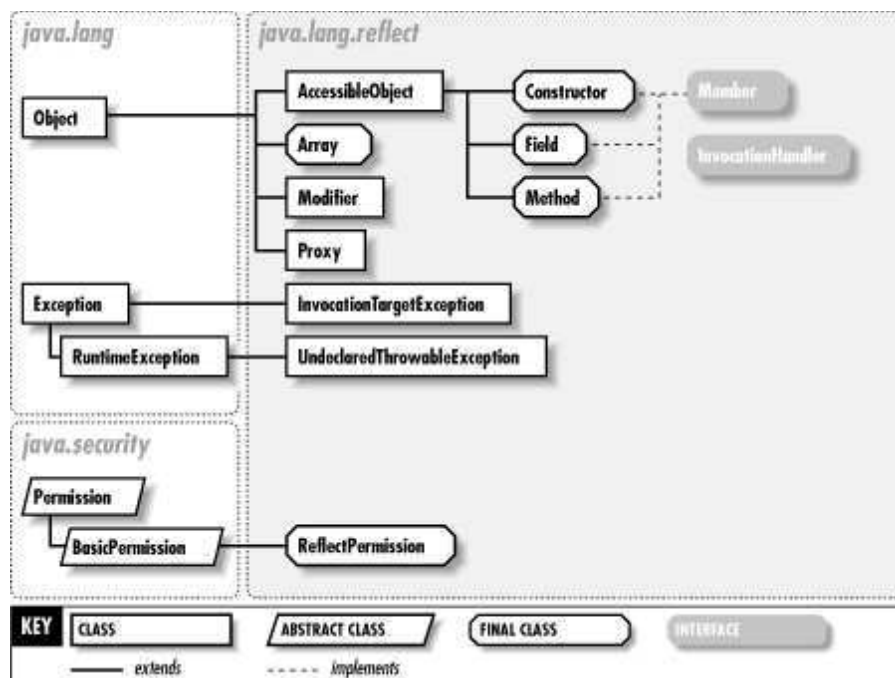 java.lang
java.lang.reflect
Object
AccessibleObject
Constructor
Member
Array
Field
InvocationHandler
Modifier
Method
Proxy
Exception
InvocationTargetException
RuntimeException
UndeclaredThrowableException
java.security
Permission
BasicPermission
ReflectPermission
KEY
CLASS
ABSTRACT CLASS
FINAL CLASS
INTERFACE
extends
implements